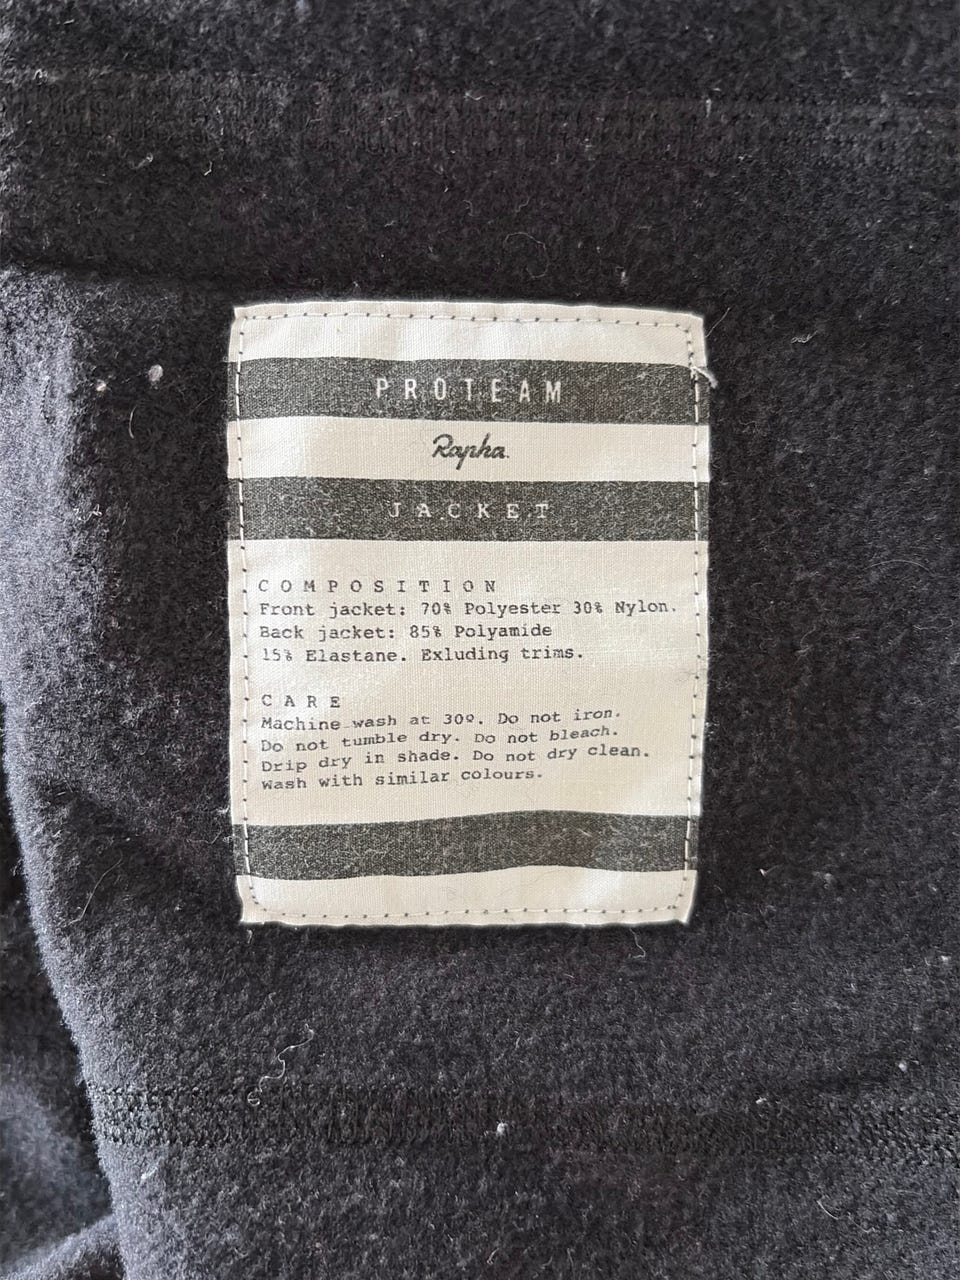 PROTEAM
Rapha.
JACKET
COMPOSITION
Front jacket: 70% Polyester 30% Nylon.
Back jacket: 85% Polyamide
15% Elastane. Exluding trims.
CARE
Machine wash at 30º. Do not iron.
Do not tumble dry. Do not bleach.
Drip dry in shade. Do not dry clean.
Wash with similar colours.